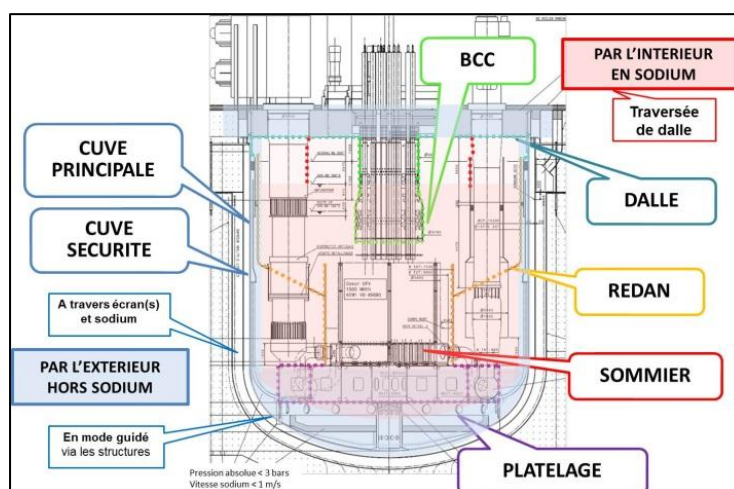 BCC
PAR L'INTERIEUR
EN SODIUM
Traversée
de dalle
CUVE
PRINCIPALE
DALLE
CUVE
SECURITE
REDAN
A travers écran(s)
et sodium
PAR L'EXTERIEUR
HORS SODIUM
SOMMIER
En mode guidé
via les structures
PLATELAGE
Pression absolue < 3 bars
Vitesse sodium < 1 m/s